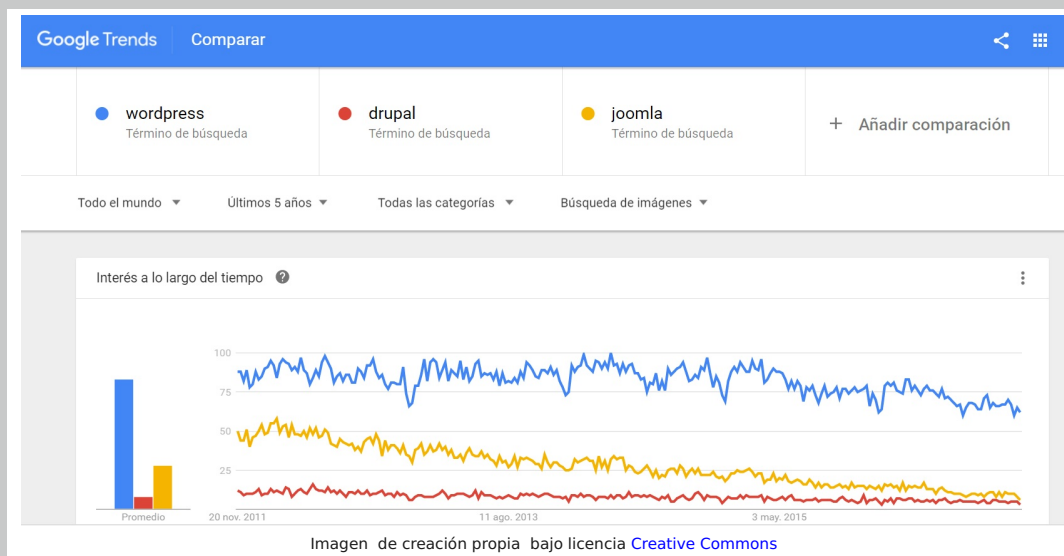 Google Trends Comparar
wordpress
Término de búsqueda
drupal
Término de búsqueda
joomla
Término de búsqueda
+ Añadir comparación
Todo el mundo Últimos 5 años Todas las categorías Búsqueda de imágenes
Interés a lo largo del tiempo ?
100
75
50
25
Promedio 20 nov. 2011 11 ago. 2013 3 may. 2015
Imagen de creación propia bajo licencia Creative Commons